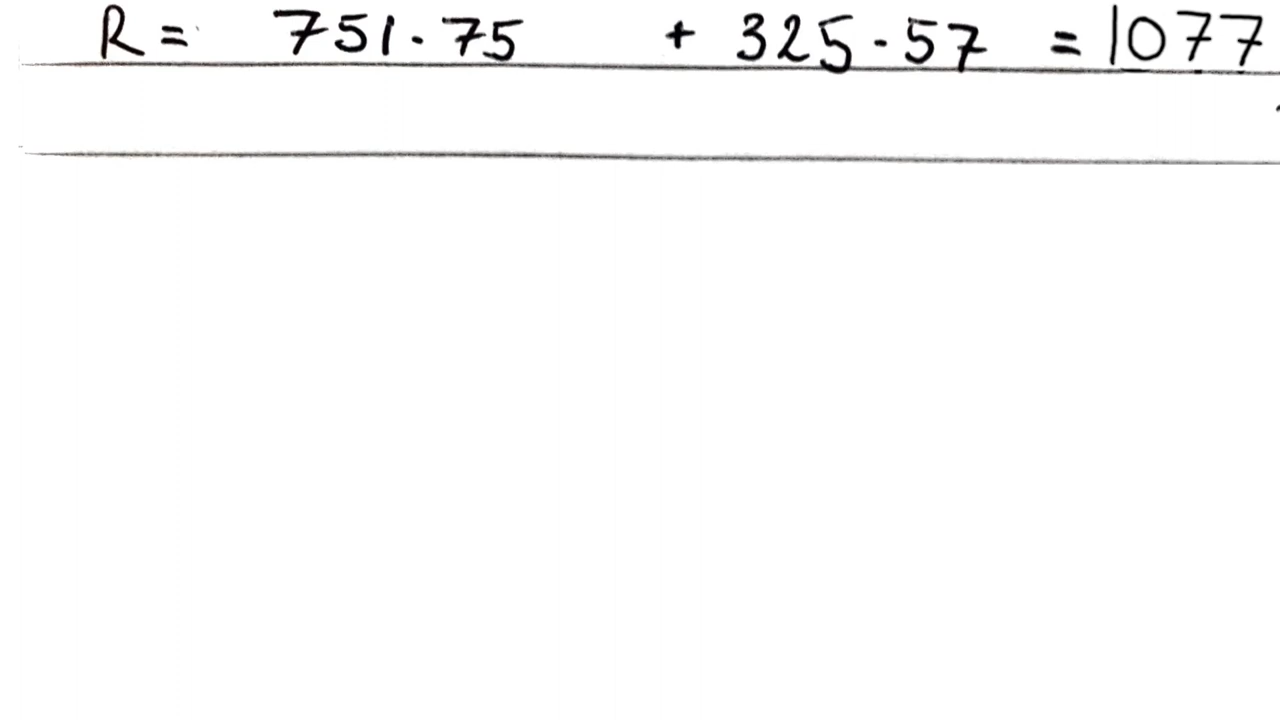 R = 751.75 + 325.57 = 1077